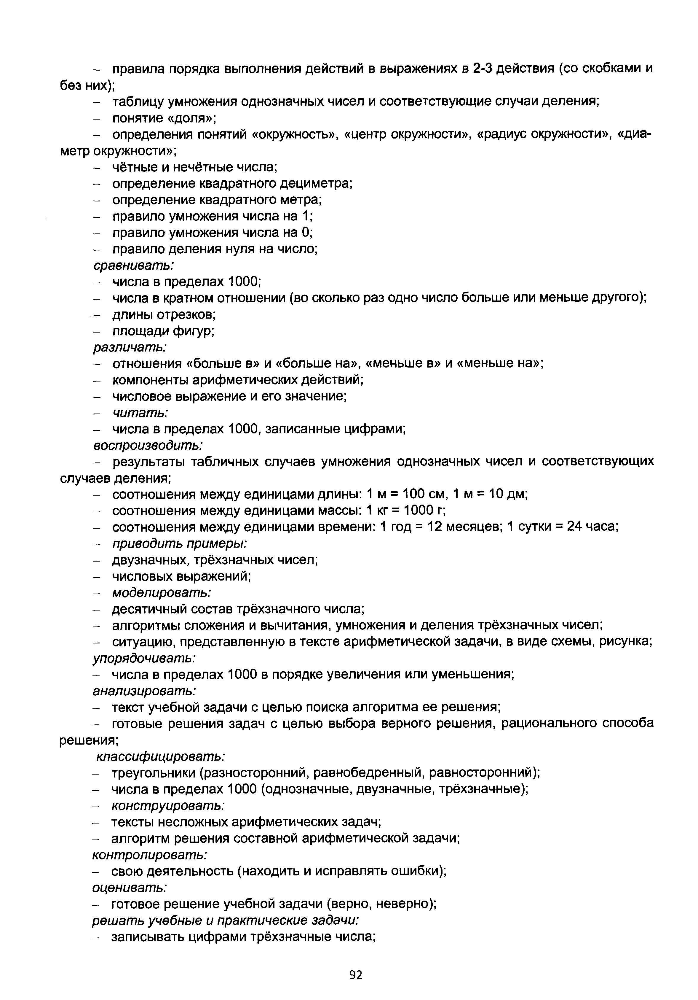 – правила порядка выполнения действий в выражениях в 2-3 действия (со скобками и
без них);
– таблицу умножения однозначных чисел и соответствующие случаи деления;
– понятие «доля»;
– определения понятий «окружность», «центр окружности», «радиус окружности», «диа-
метр окружности»;
– чётные и нечётные числа;
– определение квадратного дециметра;
– определение квадратного метра;
– правило умножения числа на 1;
– правило умножения числа на 0;
– правило деления нуля на число;
сравнивать:
– числа в пределах 1000;
– числа в кратном отношении (во сколько раз одно число больше или меньше другого);
– длины отрезков;
– площади фигур;
различать:
– отношения «больше в» и «больше на», «меньше в» и «меньше на»;
– компоненты арифметических действий;
– числовое выражение и его значение;
– читать:
– числа в пределах 1000, записанные цифрами;
воспроизводить:
– результаты табличных случаев умножения однозначных чисел и соответствующих
случаев деления;
– соотношения между единицами длины: 1 м = 100 см, 1 м = 10 дм;
– соотношения между единицами массы: 1 кг = 1000 г;
– соотношения между единицами времени: 1 год = 12 месяцев; 1 сутки = 24 часа;
– приводить примеры:
– двузначных, трёхзначных чисел;
– числовых выражений;
– моделировать:
– десятичный состав трёхзначного числа;
– алгоритмы сложения и вычитания, умножения и деления трёхзначных чисел;
– ситуацию, представленную в тексте арифметической задачи, в виде схемы, рисунка;
упорядочивать:
– числа в пределах 1000 в порядке увеличения или уменьшения;
анализировать:
– текст учебной задачи с целью поиска алгоритма ее решения;
– готовые решения задач с целью выбора верного решения, рационального способа
решения;
классифицировать:
– треугольники (разносторонний, равнобедренный, равносторонний);
– числа в пределах 1000 (однозначные, двузначные, трёхзначные);
– конструировать:
– тексты несложных арифметических задач;
– алгоритм решения составной арифметической задачи;
контролировать:
– свою деятельность (находить и исправлять ошибки);
оценивать:
– готовое решение учебной задачи (верно, неверно);
решать учебные и практические задачи:
– записывать цифрами трёхзначные числа;
92